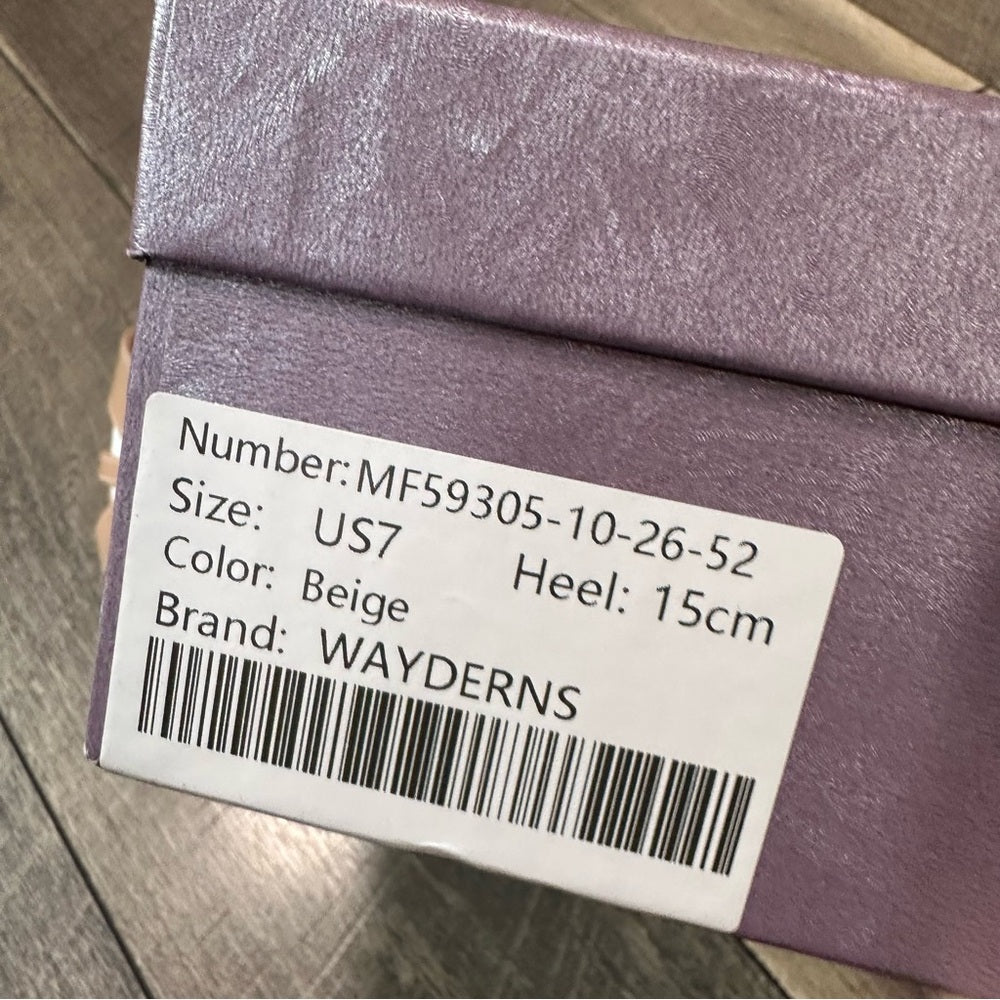 Number: MF59305-10-26-52
Size: US7 Heel: 15cm
Color: Beige
Brand: WAYDERNS